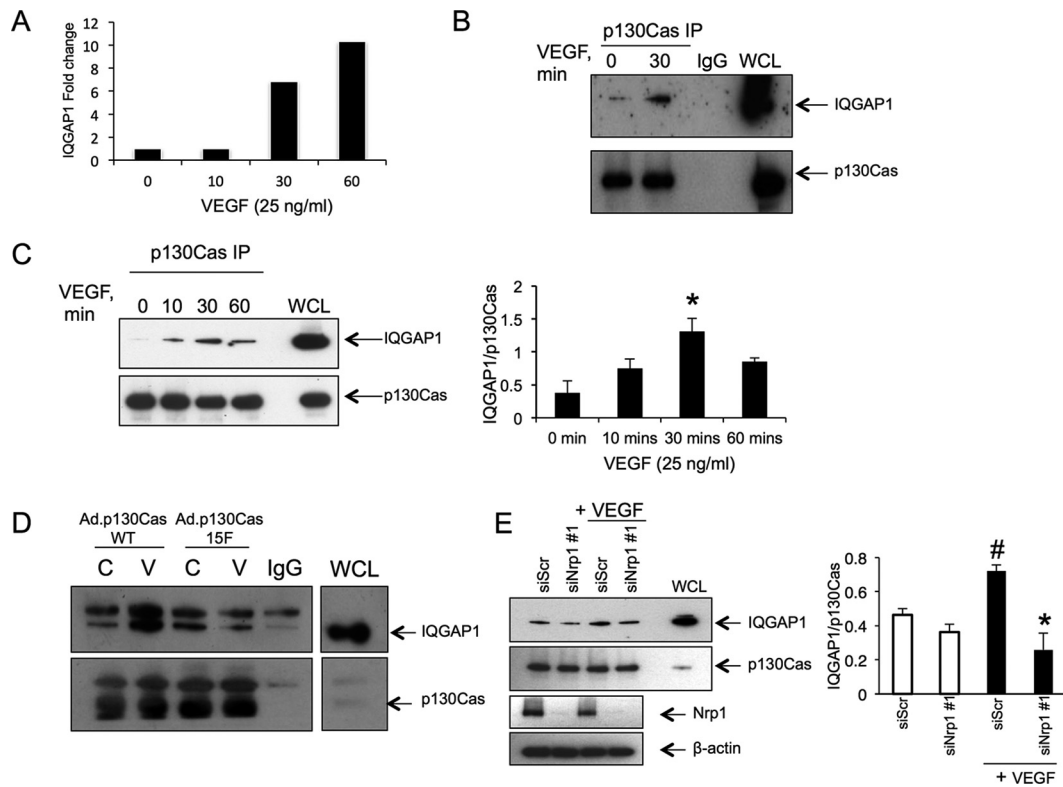 A
IQGAP1 Fold change
12
10
8
6
4
2
0
0 10 30 60
VEGF (25 ng/ml)
B
p130Cas IP
VEGF, min
0 30 IgG WCL
IQGAP1
p130Cas
C
p130Cas IP
VEGF, min
0 10 30 60 WCL
IQGAP1
p130Cas
IQGAP1/p130Cas
2
1.5
1
0.5
0
*
0 min 10 mins 30 mins 60 mins
VEGF (25 ng/ml)
D
Ad.p130Cas WT
Ad.p130Cas 15F
C V C V IgG WCL
IQGAP1
p130Cas
E
+ VEGF
siScr siNrp1 #1 siScr siNrp1 #1 WCL
IQGAP1
p130Cas
Nrp1
β-actin
IQGAP1/p130Cas
0.8
0.6
0.4
0.2
0
#
*
siScr siNrp1 #1 siScr siNrp1 #1
+ VEGF